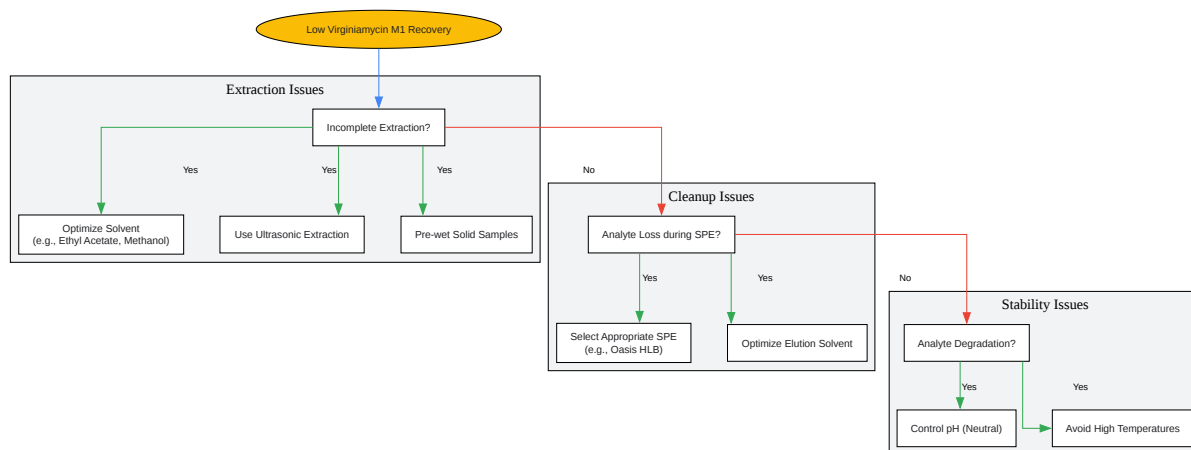 Low Virginiamycin M1 Recovery
Extraction Issues
Incomplete Extraction?
Yes
Yes
Yes
No
Optimize Solvent
(e.g., Ethyl Acetate, Methanol)
Use Ultrasonic Extraction
Pre-wet Solid Samples
Cleanup Issues
Analyte Loss during SPE?
Yes
Yes
No
Select Appropriate SPE
(e.g., Oasis HLB)
Optimize Elution Solvent
Stability Issues
Analyte Degradation?
Yes
Yes
Control pH (Neutral)
Avoid High Temperatures